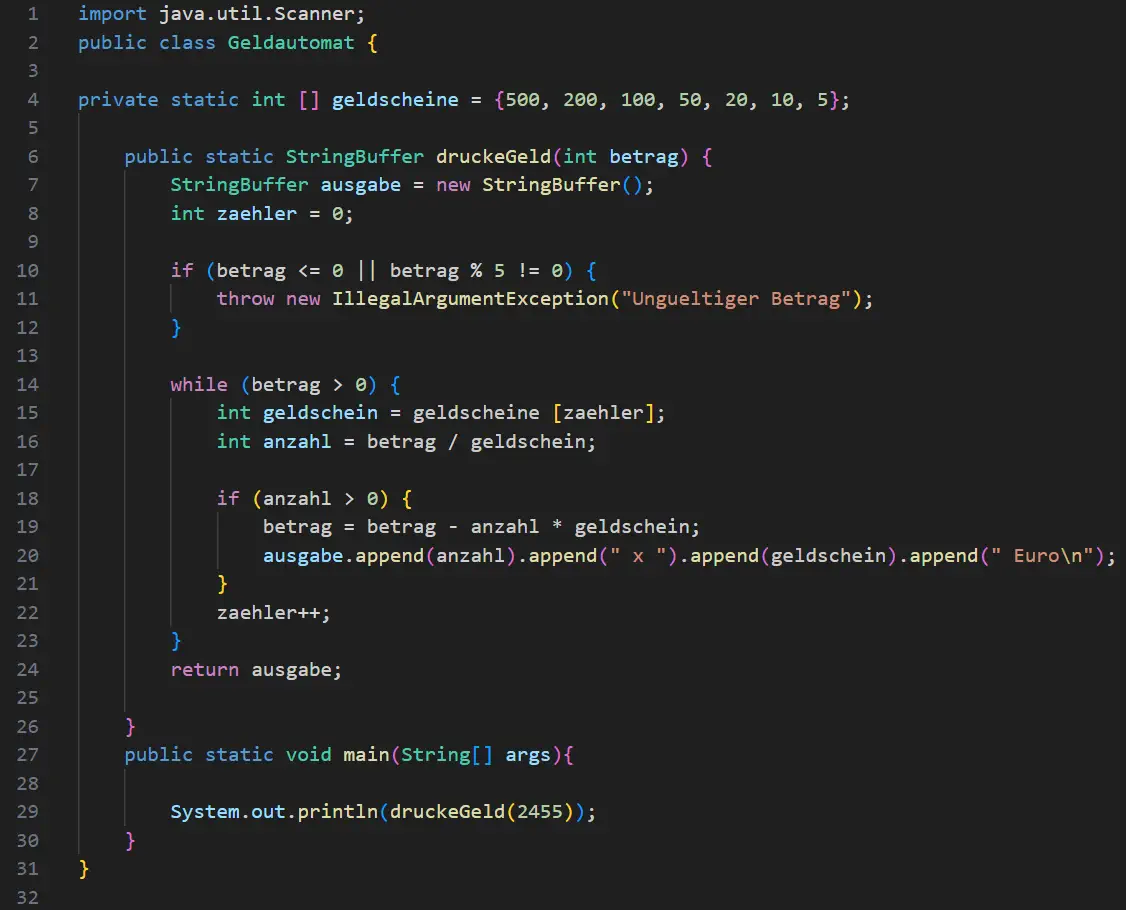 1 import java.util.Scanner;
2 public class Geldautomat {
3
4 private static int [] geldscheine = {500, 200, 100, 50, 20, 10, 5};
5
6     public static StringBuffer druckeGeld(int betrag) {
7         StringBuffer ausgabe = new StringBuffer();
8         int zaehler = 0;
9
10         if (betrag <= 0 || betrag % 5 != 0) {
11             throw new IllegalArgumentException("Ungueltiger Betrag");
12         }
13
14         while (betrag > 0) {
15             int geldschein = geldscheine [zaehler];
16             int anzahl = betrag / geldschein;
17
18             if (anzahl > 0) {
19                 betrag = betrag - anzahl * geldschein;
20                 ausgabe.append(anzahl).append(" x ").append(geldschein).append(" Euro\n");
21             }
22             zaehler++;
23         }
24         return ausgabe;
25
26     }
27     public static void main(String[] args){
28
29         System.out.println(druckeGeld(2455));
30     }
31 }
32